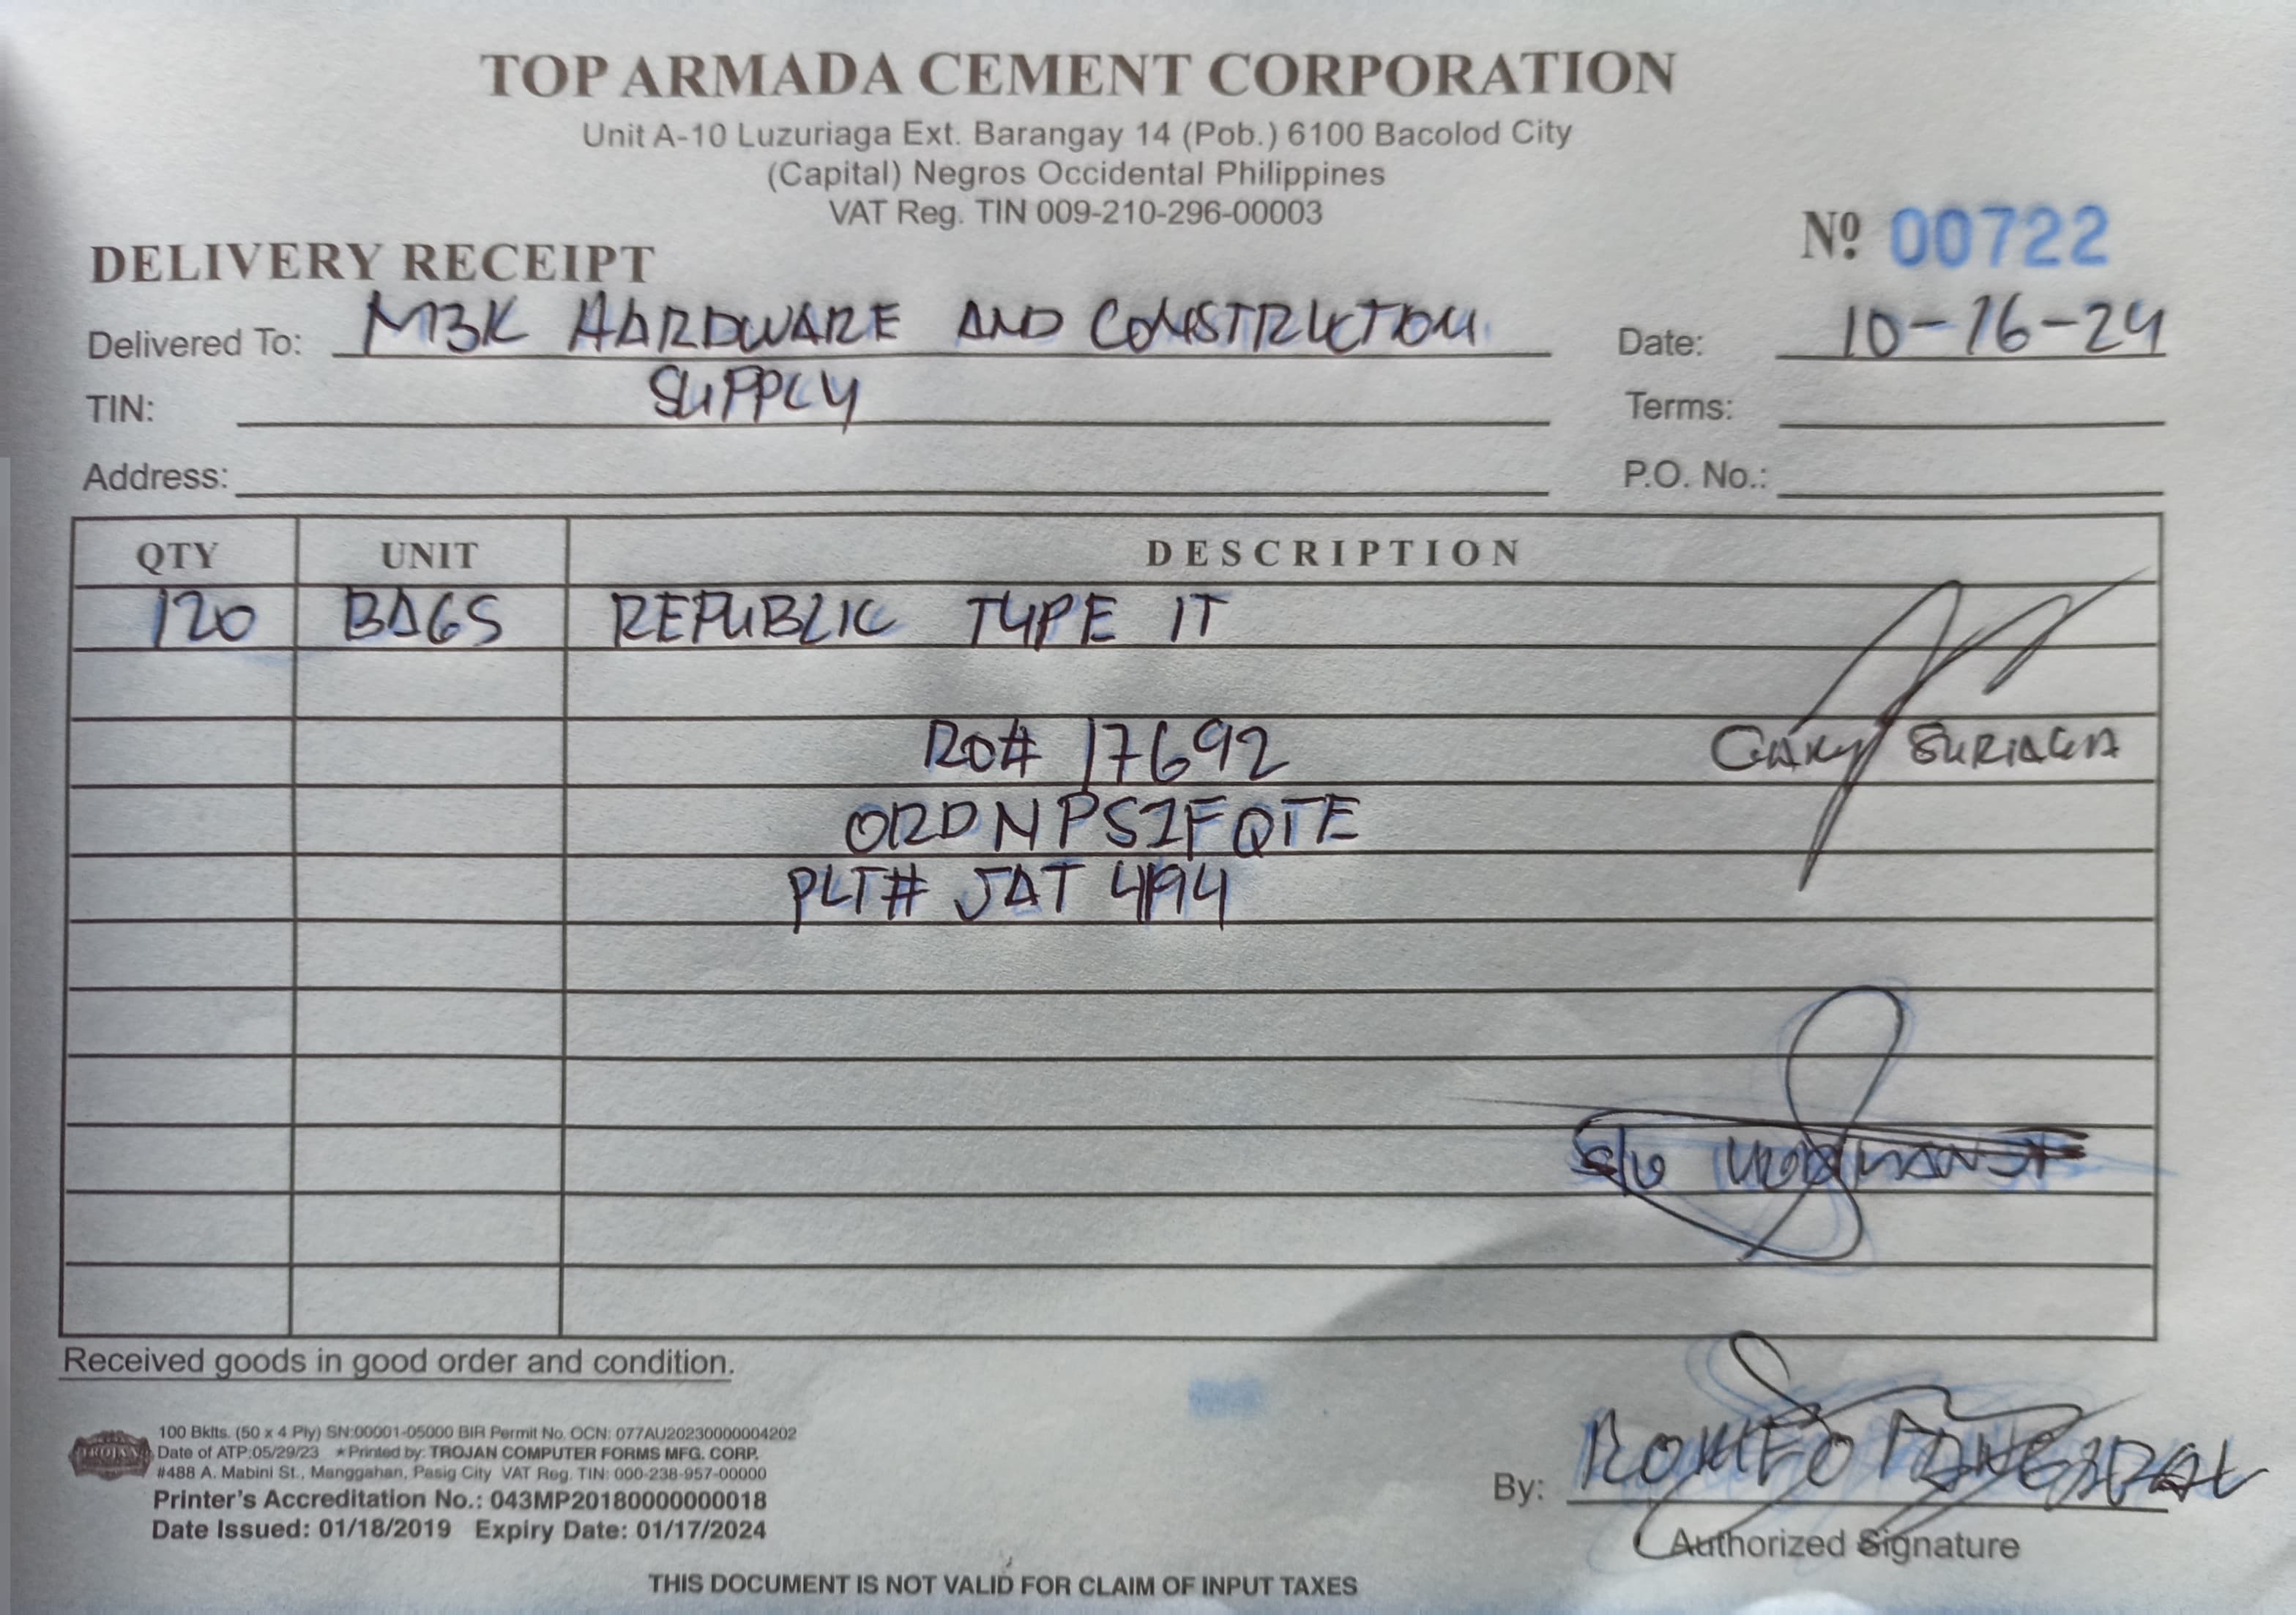 TOP ARMADA CEMENT CORPORATION
Unit A-10 Luzuriaga Ext. Barangay 14 (Pob.) 6100 Bacolod City
(Capital) Negros Occidental Philippines
VAT Reg. TIN 009-210-296-00003
Nº 00722
DELIVERY RECEIPT
Delivered To: M3K HARDWARE AND CONSTRUCTION
Date: 10-16-24
TIN: SUPPLY
Terms:
Address:
P.O. No.:
QTY UNIT DESCRIPTION
120 BAGS REPUBLIC TYPE 1T
RO# 17692
GARY SURIAGA
ORDNPSIFQTE
PLT# JAT 4194
Received goods in good order and condition.
100 Bklts. (50 x 4 Ply) SN:00001-05000 BIR Permit No. OCN: 077AU20230000004202
TROJAN
Date of ATP:05/29/23 *Printed by: TROJAN COMPUTER FORMS MFG. CORP.
#488 A. Mabini St., Manggahan, Pasig City VAT Reg. TIN: 000-238-957-00000
Printer's Accreditation No.: 043MP20180000000018
Date Issued: 01/18/2019 Expiry Date: 01/17/2024
By: ROMEO
Authorized Signature
THIS DOCUMENT IS NOT VALID FOR CLAIM OF INPUT TAXES